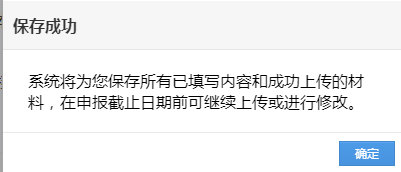 保存成功
系统将为您保存所有已填写内容和成功上传的材
料，在申报截止日期前可继续上传或进行修改。
确定